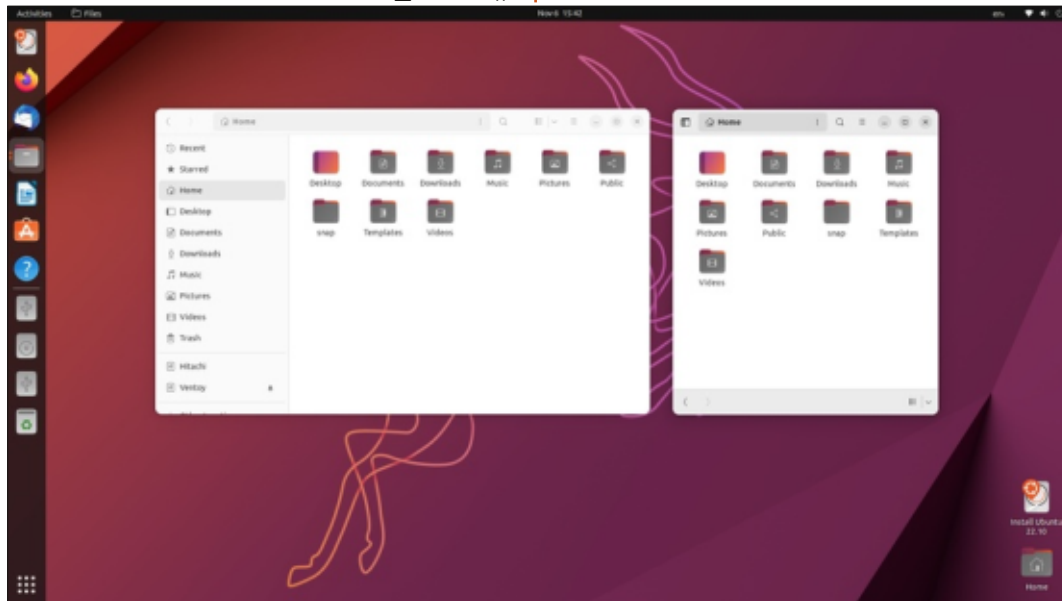 Activities Files Nov 6 15:42 en
Home
Recent
Starred
Home
Desktop
Documents
Downloads
Music
Pictures
Videos
Trash
Hitachi
Ventoy
Desktop Documents Downloads Music Pictures Public
snap Templates Videos
Home
Desktop Documents Downloads Music
Pictures Public snap Templates
Videos
Install Ubuntu
22.10
Home